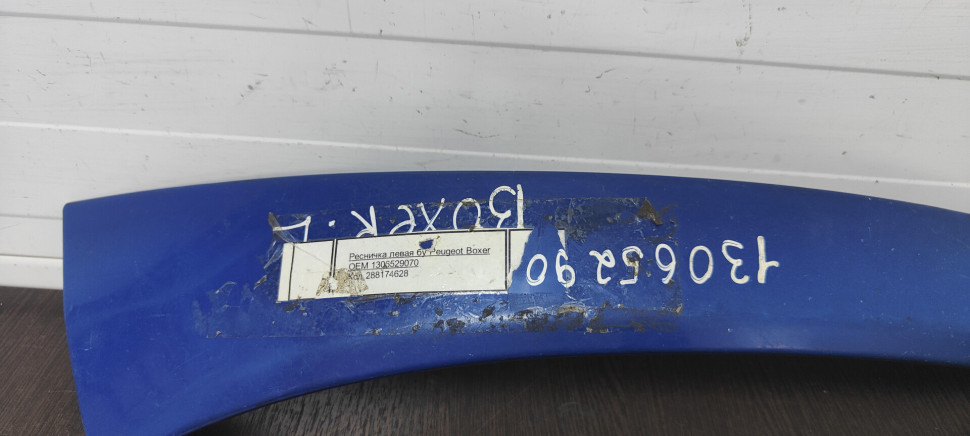 BOXeR. L
13065290
Ресничка левая бу Peugeot Boxer
OEM 1306529070
288174628